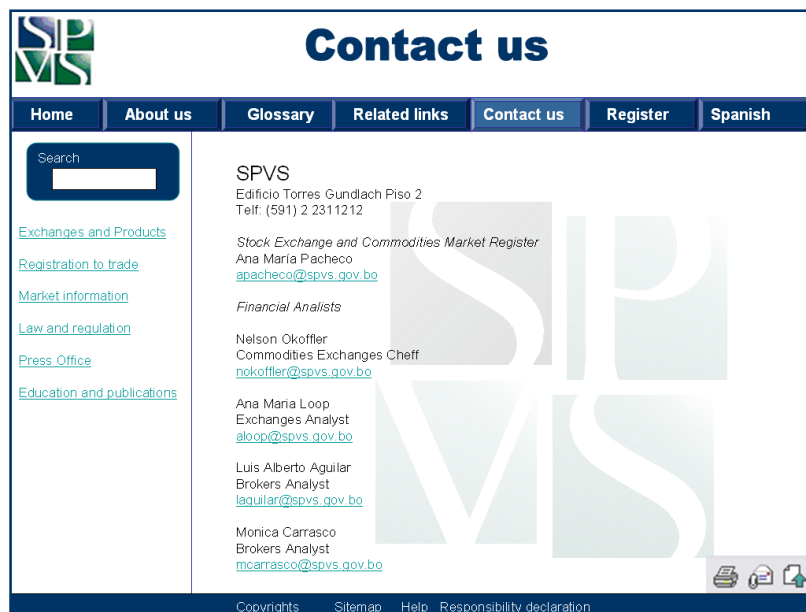 SPVS
Contact us
Home About us Glossary Related links Contact us Register Spanish
Search
Exchanges and Products
Registration to trade
Market information
Law and regulation
Press Office
Education and publications
SPVS
Edificio Torres Gundlach Piso 2
Telf: (591) 2 2311212
Stock Exchange and Commodities Market Register
Ana María Pacheco
apacheco@spvs.gov.bo
Financial Analists
Nelson Okoffler
Commodities Exchanges Cheff
nokoffler@spvs.gov.bo
Ana Maria Loop
Exchanges Analyst
aloop@spvs.gov.bo
Luis Alberto Aguilar
Brokers Analyst
laguilar@spvs.gov.bo
Monica Carrasco
Brokers Analyst
mcarrasco@spvs.gov.bo
SPVS
Copyrights Sitemap Help Responsibility declaration